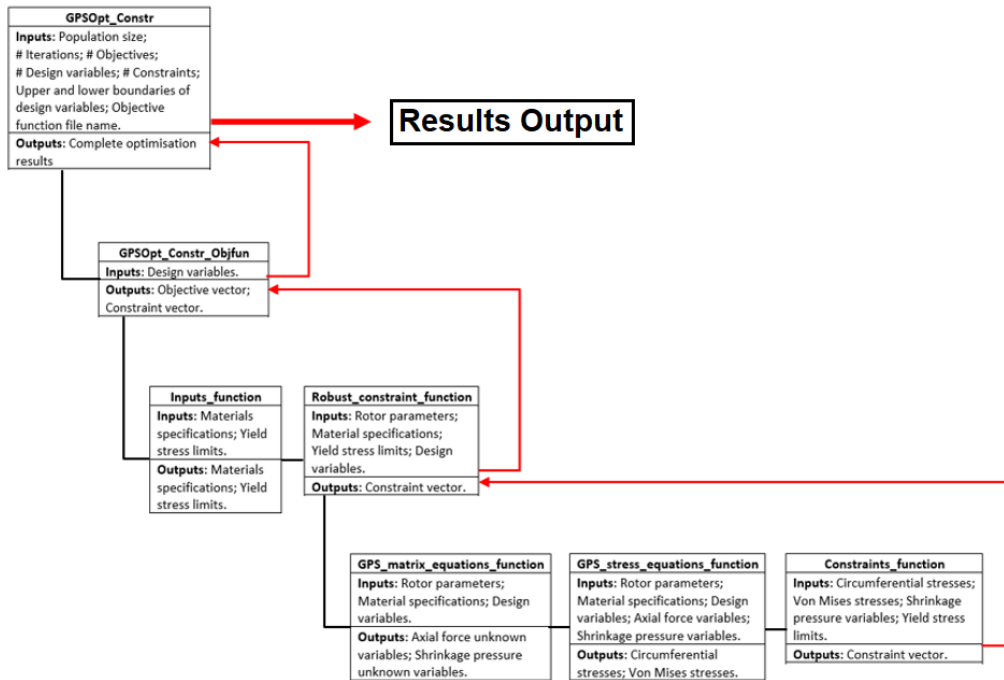 GPSOpt_Constr
Inputs: Population size;
# Iterations; # Objectives;
# Design variables; # Constraints;
Upper and lower boundaries of
design variables; Objective
function file name.
Outputs: Complete optimisation
results
Results Output
GPSOpt_Constr_Objfun
Inputs: Design variables.
Outputs: Objective vector;
Constraint vector.
Inputs_function
Inputs: Materials
specifications; Yield
stress limits.
Outputs: Materials
specifications; Yield
stress limits.
Robust_constraint_function
Inputs: Rotor parameters;
Material specifications;
Yield stress limits; Design
variables.
Outputs: Constraint vector.
GPS_matrix_equations_function
Inputs: Rotor parameters;
Material specifications; Design
variables.
Outputs: Axial force unknown
variables; Shrinkage pressure
unknown variables.
GPS_stress_equations_function
Inputs: Rotor parameters;
Material specifications; Design
variables; Axial force variables;
Shrinkage pressure variables.
Outputs: Circumferential
stresses; Von Mises stresses.
Constraints_function
Inputs: Circumferential stresses;
Von Mises stresses; Shrinkage
pressure variables; Yield stress
limits.
Outputs: Constraint vector.